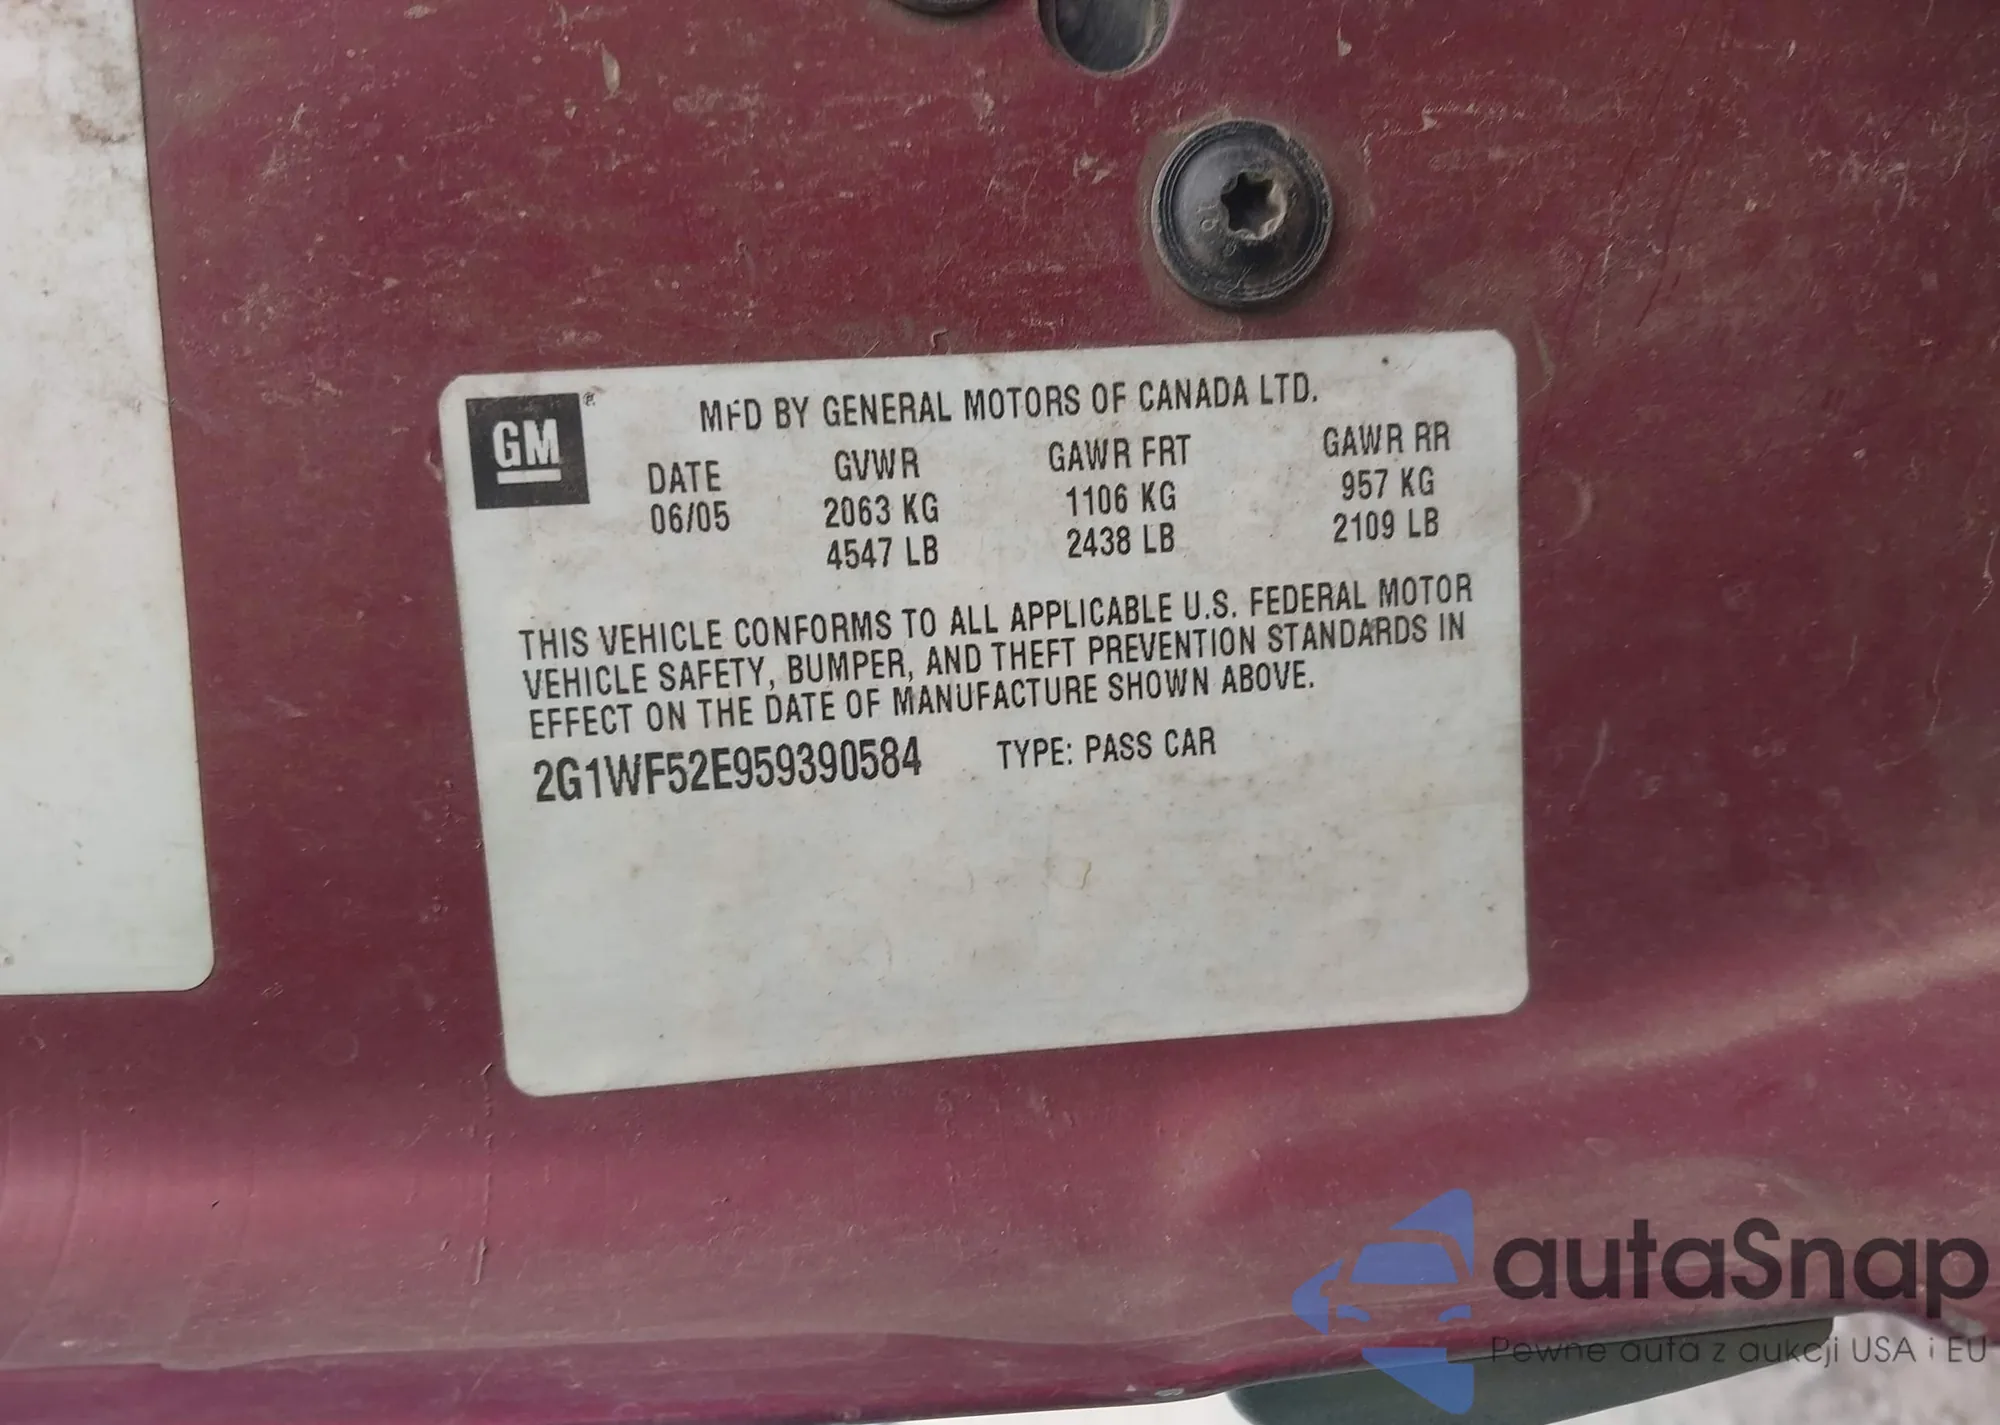 GM ®
MFD BY GENERAL MOTORS OF CANADA LTD.
DATE GVWR GAWR FRT GAWR RR
06/05 2063 KG 1106 KG 957 KG
4547 LB 2438 LB 2109 LB
THIS VEHICLE CONFORMS TO ALL APPLICABLE U.S. FEDERAL MOTOR
VEHICLE SAFETY, BUMPER, AND THEFT PREVENTION STANDARDS IN
EFFECT ON THE DATE OF MANUFACTURE SHOWN ABOVE.
2G1WF52E959390584 TYPE: PASS CAR
autaSnap
Pewne auta z aukcji USA i EU